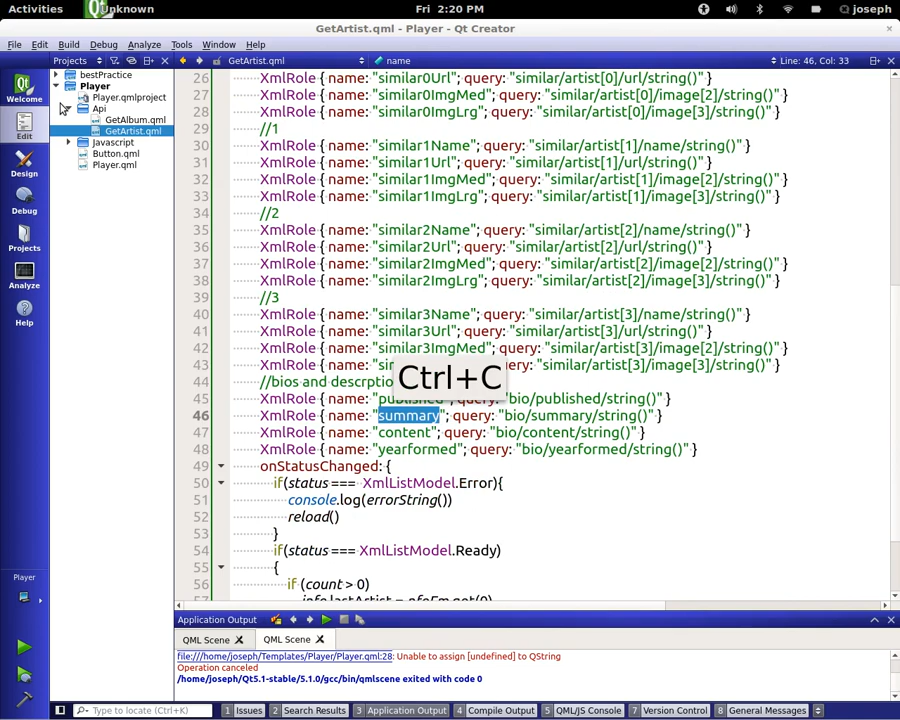 Activities Unknown Fri 2:20 PM joseph
GetArtist.qml - Player - Qt Creator
File Edit Build Debug Analyze Tools Window Help
Projects GetArtist.qml name Line: 46, Col: 33
bestPractice
Player
Player.qmlproject
Api
GetAlbum.qml
GetArtist.qml
Javascript
Button.qml
Player.qml
Welcome
Edit
Design
Debug
Projects
Analyze
Help
Player
26 XmlRole { name: "similar0Url"; query: "similar/artist[0]/url/string()" }
27 XmlRole { name: "similar0ImgMed"; query: "similar/artist[0]/image[2]/string()" }
28 XmlRole { name: "similar0ImgLrg"; query: "similar/artist[0]/image[3]/string()" }
29 //1
30 XmlRole { name: "similar1Name"; query: "similar/artist[1]/name/string()" }
31 XmlRole { name: "similar1Url"; query: "similar/artist[1]/url/string()" }
32 XmlRole { name: "similar1ImgMed"; query: "similar/artist[1]/image[2]/string()" }
33 XmlRole { name: "similar1ImgLrg"; query: "similar/artist[1]/image[3]/string()" }
34 //2
35 XmlRole { name: "similar2Name"; query: "similar/artist[2]/name/string()" }
36 XmlRole { name: "similar2Url"; query: "similar/artist[2]/url/string()" }
37 XmlRole { name: "similar2ImgMed"; query: "similar/artist[2]/image[2]/string()" }
38 XmlRole { name: "similar2ImgLrg"; query: "similar/artist[2]/image[3]/string()" }
39 //3
40 XmlRole { name: "similar3Name"; query: "similar/artist[3]/name/string()" }
41 XmlRole { name: "similar3Url"; query: "similar/artist[3]/url/string()" }
42 XmlRole { name: "similar3ImgMed"; query: "similar/artist[3]/image[2]/string()" }
43 XmlRole { name: "sim r/artist[3]/image[3]/string()" }
44 //bios and descrptio
Ctrl+C
45 XmlRole { name: "published"; query: "bio/published/string()" }
46 XmlRole { name: "summary"; query: "bio/summary/string()" }
47 XmlRole { name: "content"; query: "bio/content/string()" }
48 XmlRole { name: "yearformed"; query: "bio/yearformed/string()" }
49 onStatusChanged: {
50 if(status === XmlListModel.Error){
51 console.log(errorString())
52 reload()
53 }
54 if(status === XmlListModel.Ready)
55 {
56 if (count > 0)
57
Application Output
QML Scene QML Scene
file:///home/joseph/Templates/Player/Player.qml:28: Unable to assign [undefined] to QString
Operation canceled
/home/joseph/Qt5.1-stable/5.1.0/gcc/bin/qmlscene exited with code 0
Type to locate (Ctrl+K) 1 Issues 2 Search Results 3 Application Output 4 Compile Output 5 QML/JS Console 7 Version Control 8 General Messages